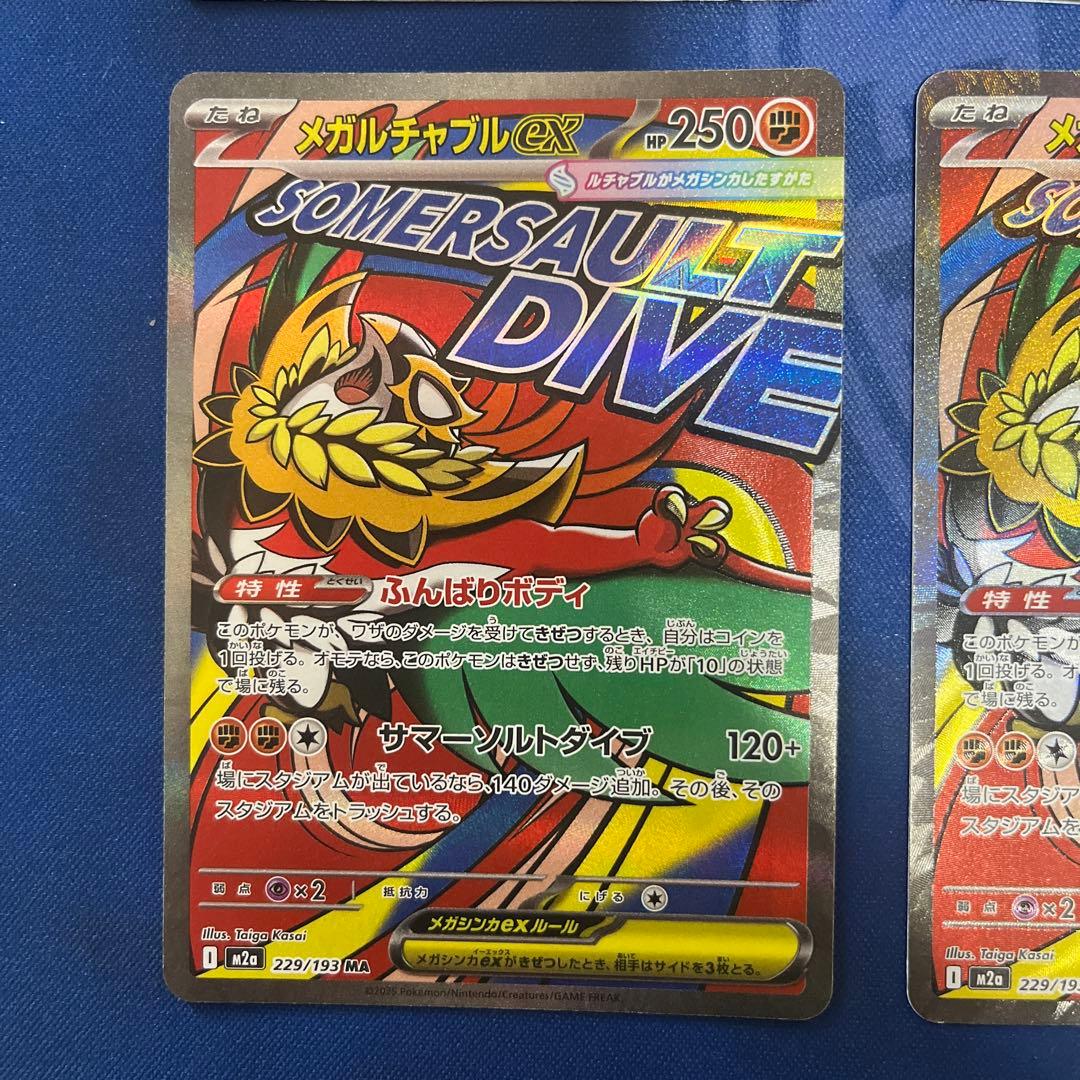 たね メガルチャブルex HP250
ルチャブルがメガシンカしたすがた
SOMERSAULT
DIVE
特性 とくせい ふんばりボディ
このポケモンが、ワザのダメージを受けてきぜつするとき、自分はコインを
1回投げる。オモテなら、このポケモンはきぜつせず、残りHPが「10」の状態
で場に残る。
サマーソルトダイブ 120+
場にスタジアムが出ているなら、140ダメージ追加。その後、その
スタジアムをトラッシュする。
弱点 ×2 抵抗力 にげる
メガシンカexルール
メガシンカexがきぜつしたとき、相手はサイドを3枚とる。
Illus. Taiga Kasai
I M2a 229/193 MA
©2025 Pokémon/Nintendo/Creatures/GAME FREAK
たね
特性
このポケモンが
1回投げる。オ
で場に残る。
場にスタジア
スタジアムを
弱点 ×2
Illus. Taiga Kasai
I M2a 229/193